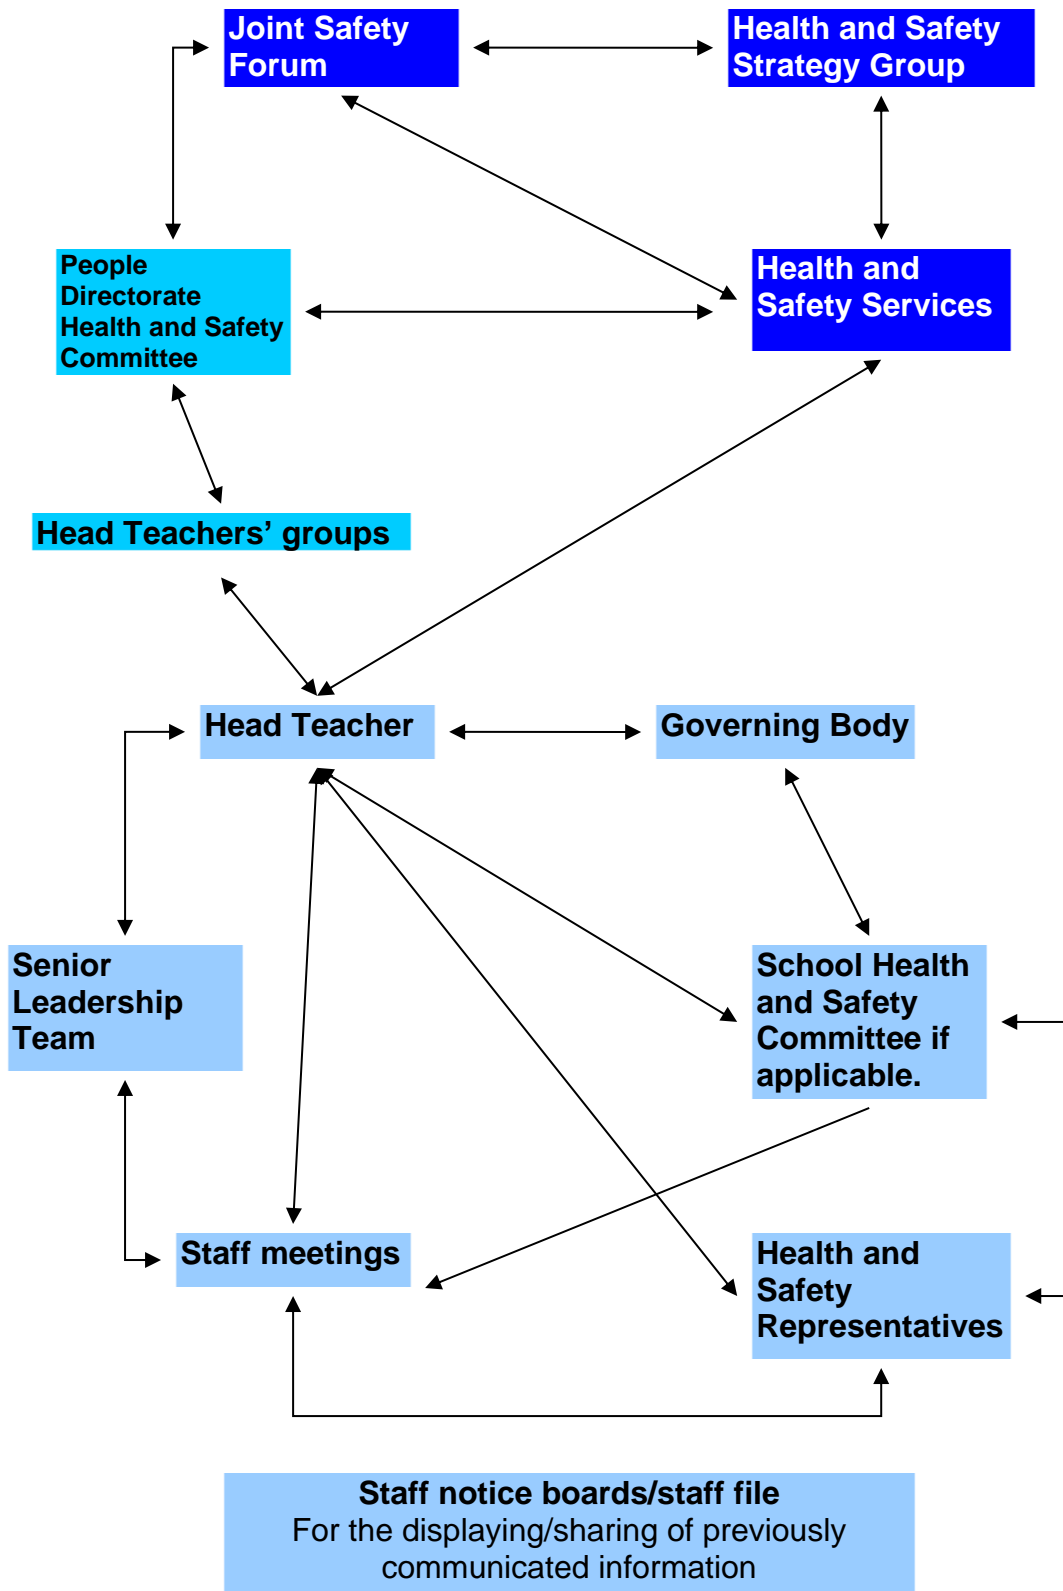 Joint Safety
Forum
Health and Safety
Strategy Group
People
Directorate
Health and Safety
Committee
Health and
Safety Services
Head Teachers’ groups
Head Teacher
Governing Body
Senior
Leadership
Team
School Health
and Safety
Committee if
applicable.
Staff meetings
Health and
Safety
Representatives
Staff notice boards/staff file
For the displaying/sharing of previously
communicated information